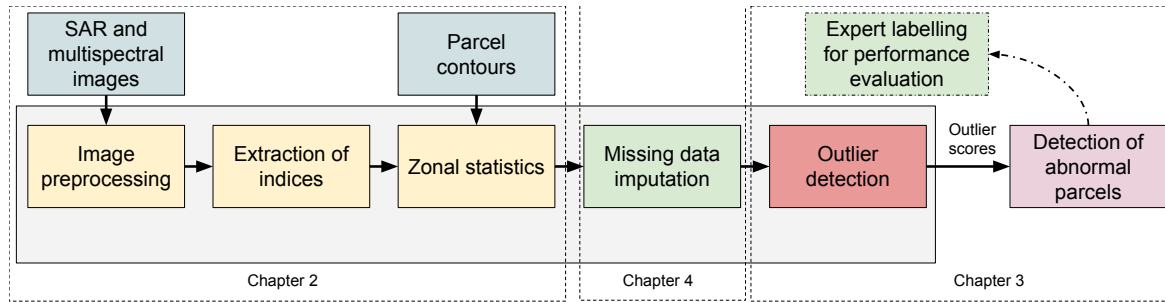 SAR and
multispectral
images
Parcel
contours
Expert labelling
for performance
evaluation
Image
preprocessing
Extraction of
indices
Zonal statistics
Missing data
imputation
Outlier
detection
Outlier
scores
Detection of
abnormal
parcels
Chapter 2
Chapter 4
Chapter 3